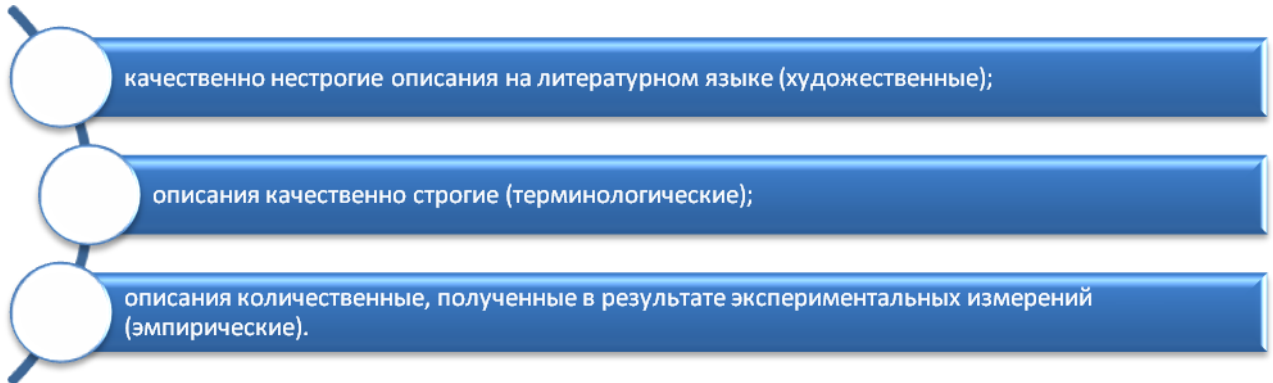 качественно нестрогие описания на литературном языке (художественные);
описания качественно строгие (терминологические);
описания количественные, полученные в результате экспериментальных измерений
(эмпирические).